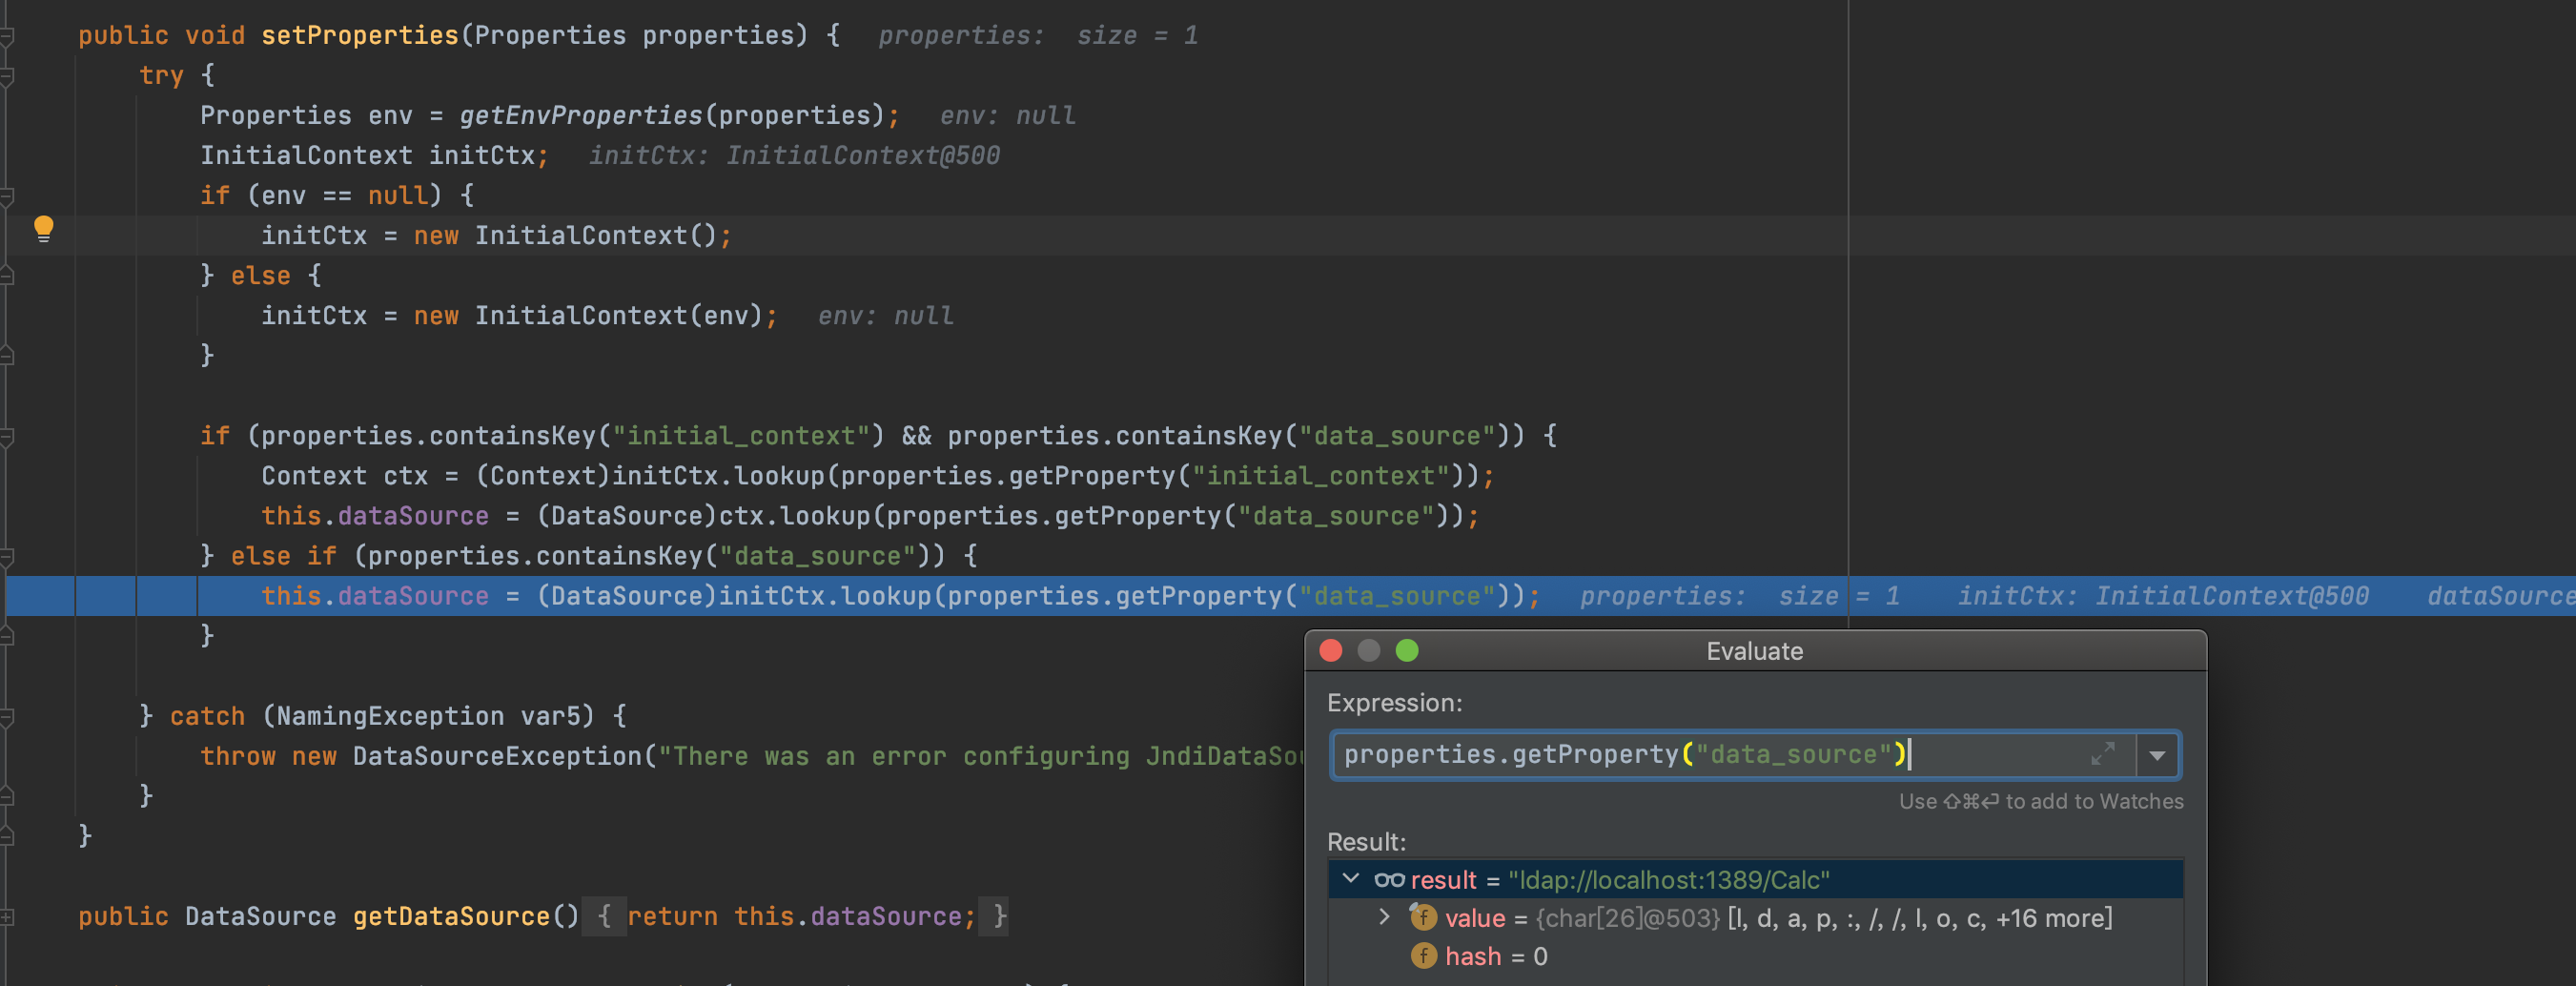 public void setProperties(Properties properties) {  properties:  size = 1
try {
Properties env = getEnvProperties(properties);  env: null
InitialContext initCtx;  initCtx: InitialContext@500
if (env == null) {
initCtx = new InitialContext();
} else {
initCtx = new InitialContext(env);  env: null
}
if (properties.containsKey("initial_context") && properties.containsKey("data_source")) {
Context ctx = (Context)initCtx.lookup(properties.getProperty("initial_context"));
this.dataSource = (DataSource)ctx.lookup(properties.getProperty("data_source"));
} else if (properties.containsKey("data_source")) {
this.dataSource = (DataSource)initCtx.lookup(properties.getProperty("data_source"));  properties:  size = 1  initCtx: InitialContext@500  dataSource
}
} catch (NamingException var5) {
throw new DataSourceException("There was an error configuring JndiDataSou
}
}
public DataSource getDataSource() { return this.dataSource; }
Evaluate
Expression:
properties.getProperty("data_source")
Use ⇧⌘⏎ to add to Watches
Result:
result = "ldap://localhost:1389/Calc"
f value = {char[26]@503} [l, d, a, p, :, /, /, l, o, c, +16 more]
f hash = 0